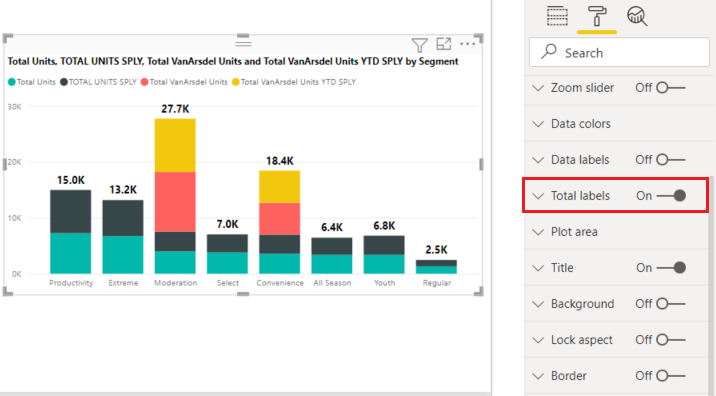 Total Units, TOTAL UNITS SPLY, Total VanArsdel Units and Total VanArsdel Units YTD SPLY by Segment
Total Units TOTAL UNITS SPLY Total VanArsdel Units Total VanArsdel Units YTD SPLY
30K
20K
10K
0K
15.0K
13.2K
27.7K
7.0K
18.4K
6.4K
6.8K
2.5K
Productivity Extreme Moderation Select Convenience All Season Youth Regular
Search
Zoom slider Off
Data colors
Data labels Off
Total labels On
Plot area
Title On
Background Off
Lock aspect Off
Border Off